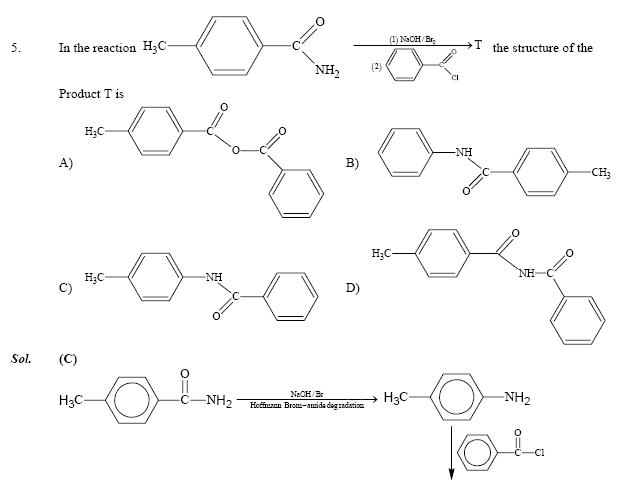 O
5. In the reaction H3C C (1) NaOH/Br2 T the structure of the
NH2 (2) C O Cl
Product T is
A) H3C C O O C O
B) NH C O CH3
C) H3C NH C O
D) H3C O NH C O
Sol. (C)
H3C C O NH2 NaOH/Br H3C NH2
Hoffmann Brom-amide degradation
O
C Cl